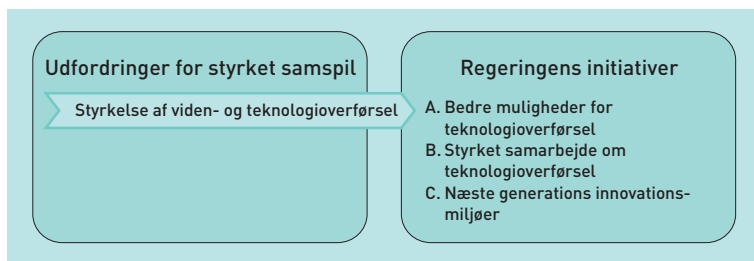 Udfordringer for styrket samspil
Styrkelse af viden- og teknologioverførsel
Regeringens initiativer
A. Bedre muligheder for
teknologioverførsel
B. Styrket samarbejde om
teknologioverførsel
C. Næste generations innovations-
miljøer